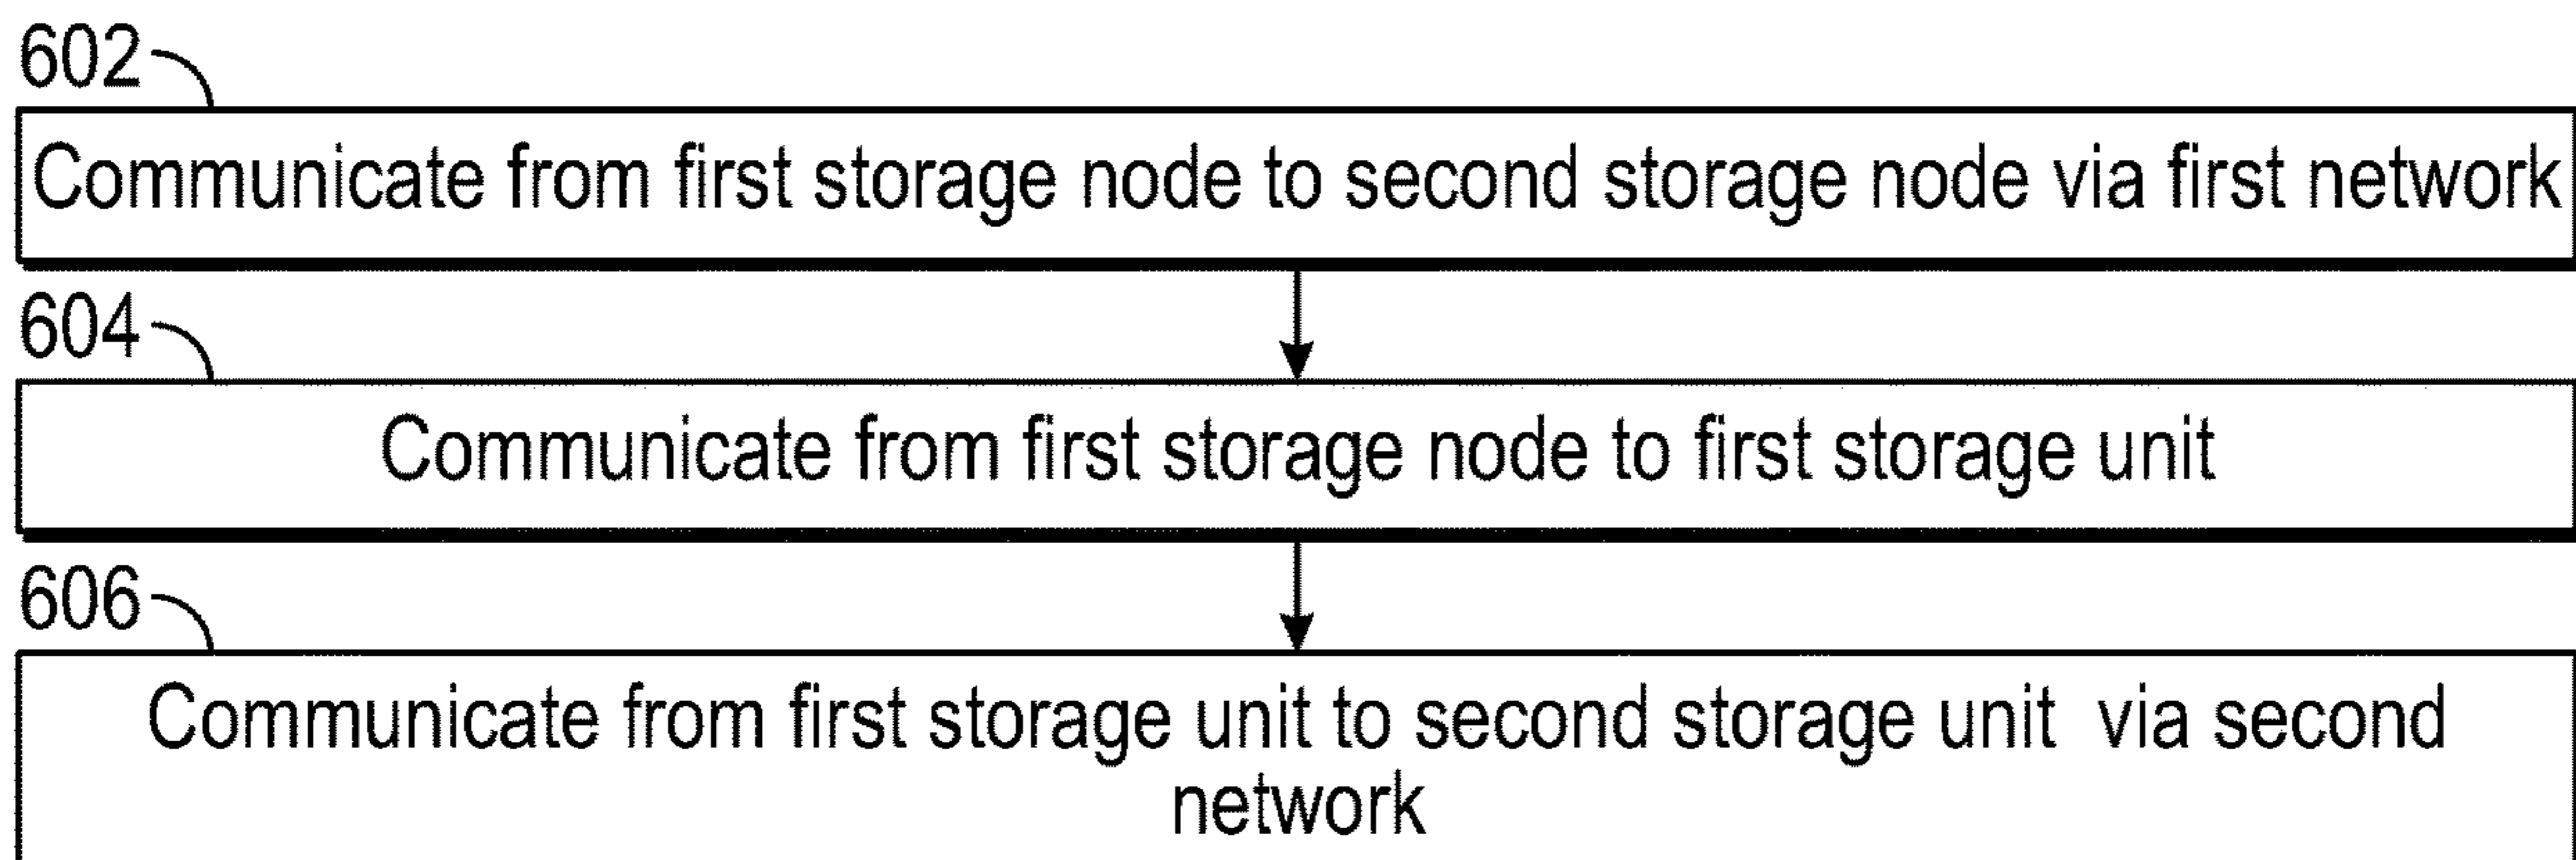 602
Communicate from first storage node to second storage node via first network
604
Communicate from first storage node to first storage unit
606
Communicate from first storage unit to second storage unit via second
network